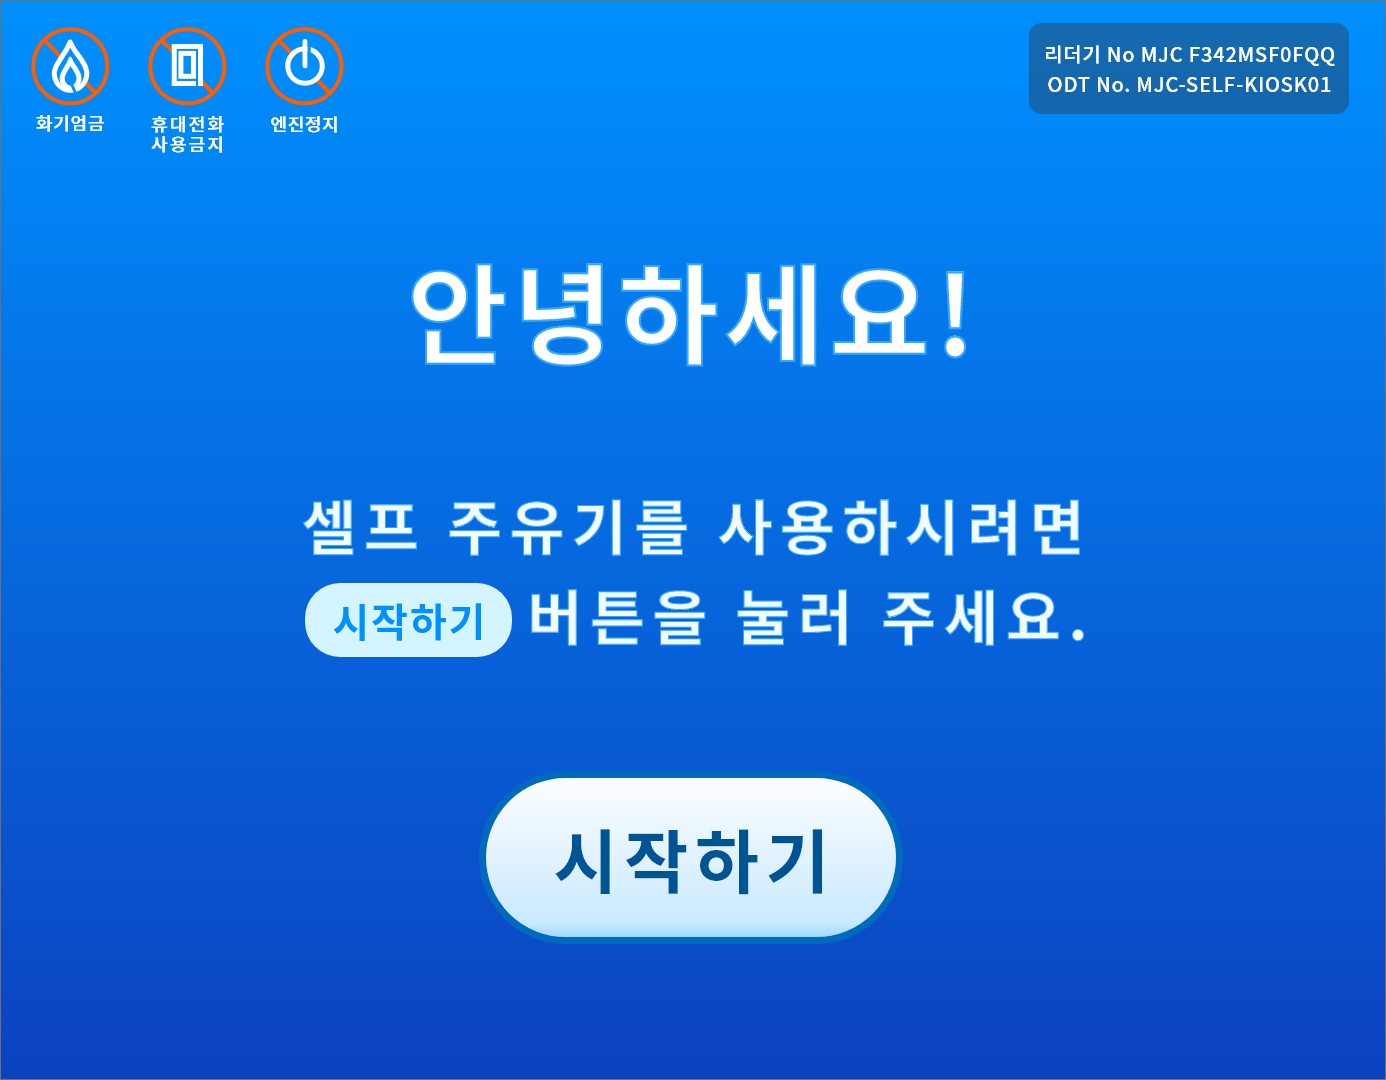 화기엄금
휴대전화
사용금지
엔진정지
리더기 No MJC F342MSF0FQQ
ODT No. MJC-SELF-KIOSK01
안녕하세요!
셀프 주유기를 사용하시려면
시작하기 버튼을 눌러 주세요.
시작하기